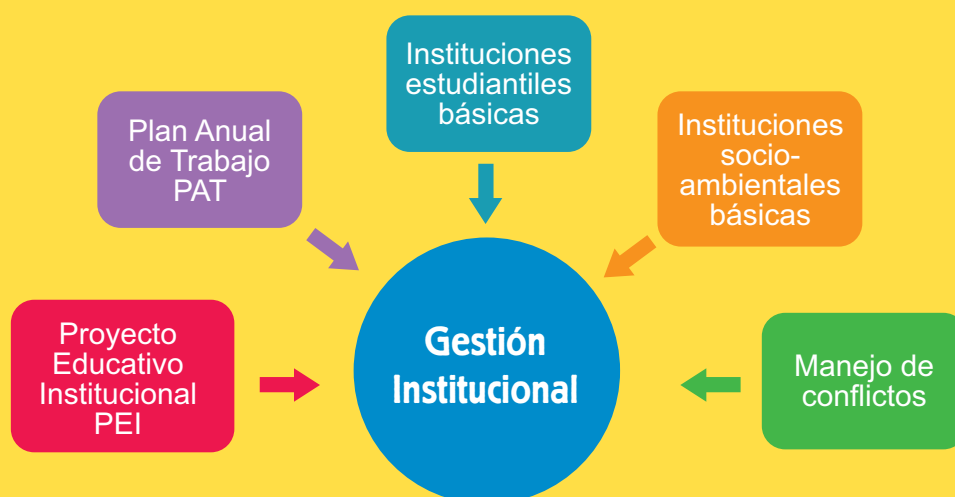 Instituciones
estudiantiles
básicas
Plan Anual
de Trabajo
PAT
Instituciones
socio-
ambientales
básicas
Proyecto
Educativo
Institucional
PEI
Gestión
Institucional
Manejo de
conflictos